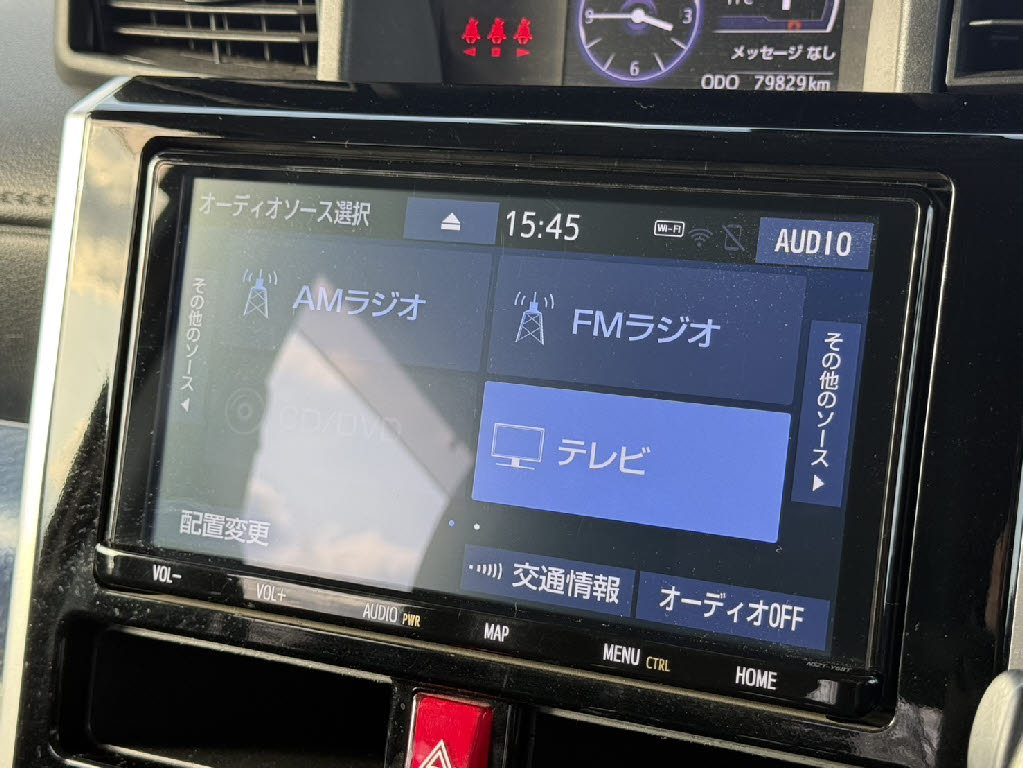 9
3
6
メッセージ なし
ODO 79829km
オーディオソース選択
15:45
Wi-Fi
AUDIO
その他のソース
AMラジオ
FMラジオ
その他のソース
CD/DVD
テレビ
配置変更
交通情報
オーディオOFF
VOL-
VOL+
AUDIO PWR
MAP
MENU CTRL
HOME